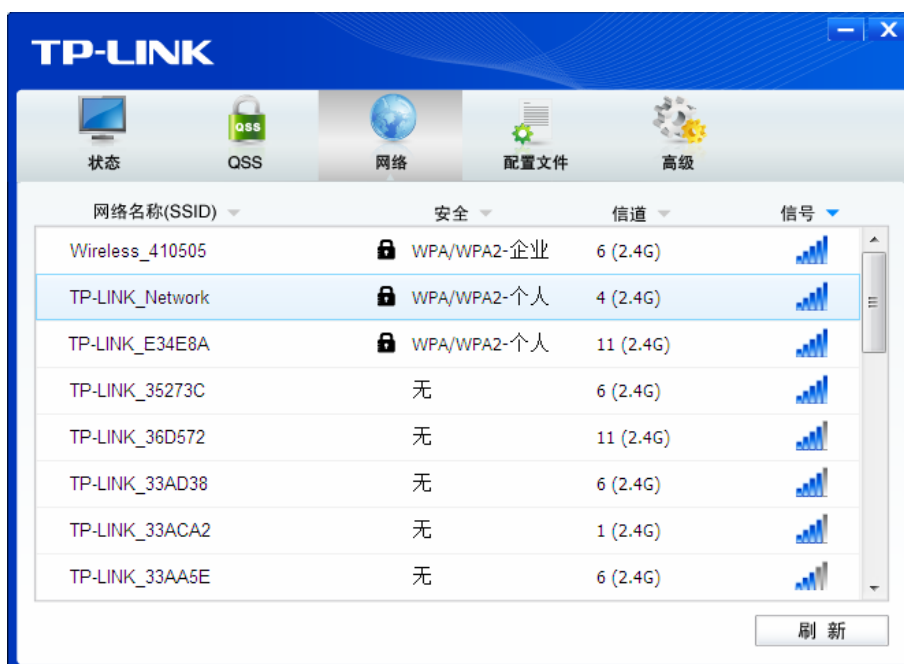 TP-LINK
QSS
状态 QSS 网络 配置文件 高级
网络名称(SSID) 安全 信道 信号
Wireless_410505 WPA/WPA2-企业 6 (2.4G)
TP-LINK_Network WPA/WPA2-个人 4 (2.4G)
TP-LINK_E34E8A WPA/WPA2-个人 11 (2.4G)
TP-LINK_35273C 无 6 (2.4G)
TP-LINK_36D572 无 11 (2.4G)
TP-LINK_33AD38 无 6 (2.4G)
TP-LINK_33ACA2 无 1 (2.4G)
TP-LINK_33AA5E 无 6 (2.4G)
刷 新